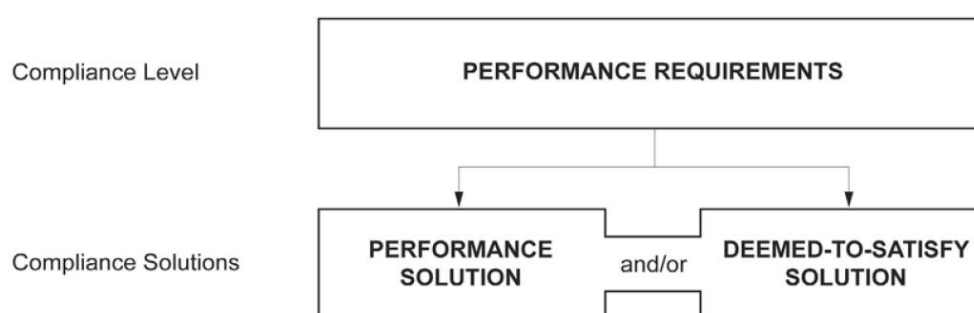 Compliance Level
PERFORMANCE REQUIREMENTS
Compliance Solutions
PERFORMANCE
SOLUTION
and/or
DEEMED-TO-SATISFY
SOLUTION